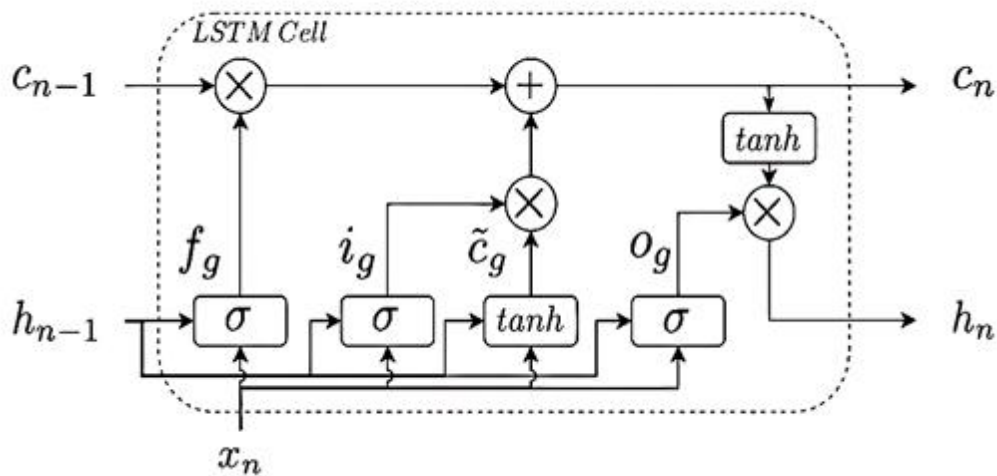 LSTM Cell
c_{n-1} × + c_n
tanh
× ×
f_g i_g c̃_g o_g
h_{n-1} σ σ tanh σ h_n
x_n